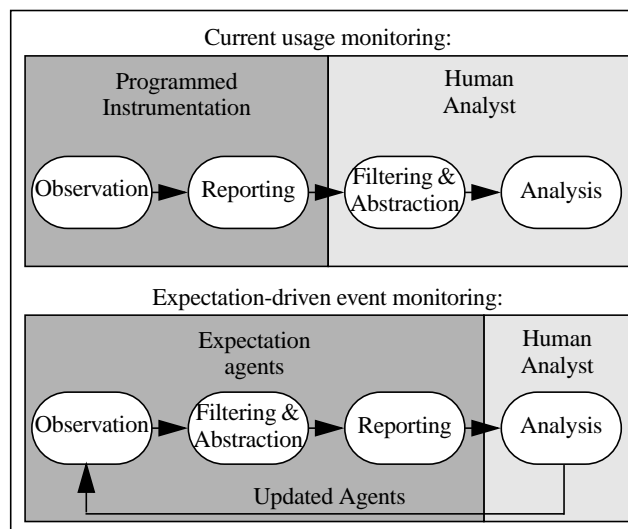 Current usage monitoring:
Programmed
Instrumentation
Human
Analyst
Observation
Reporting
Filtering &
Abstraction
Analysis
Expectation-driven event monitoring:
Expectation
agents
Human
Analyst
Observation
Filtering &
Abstraction
Reporting
Analysis
Updated Agents